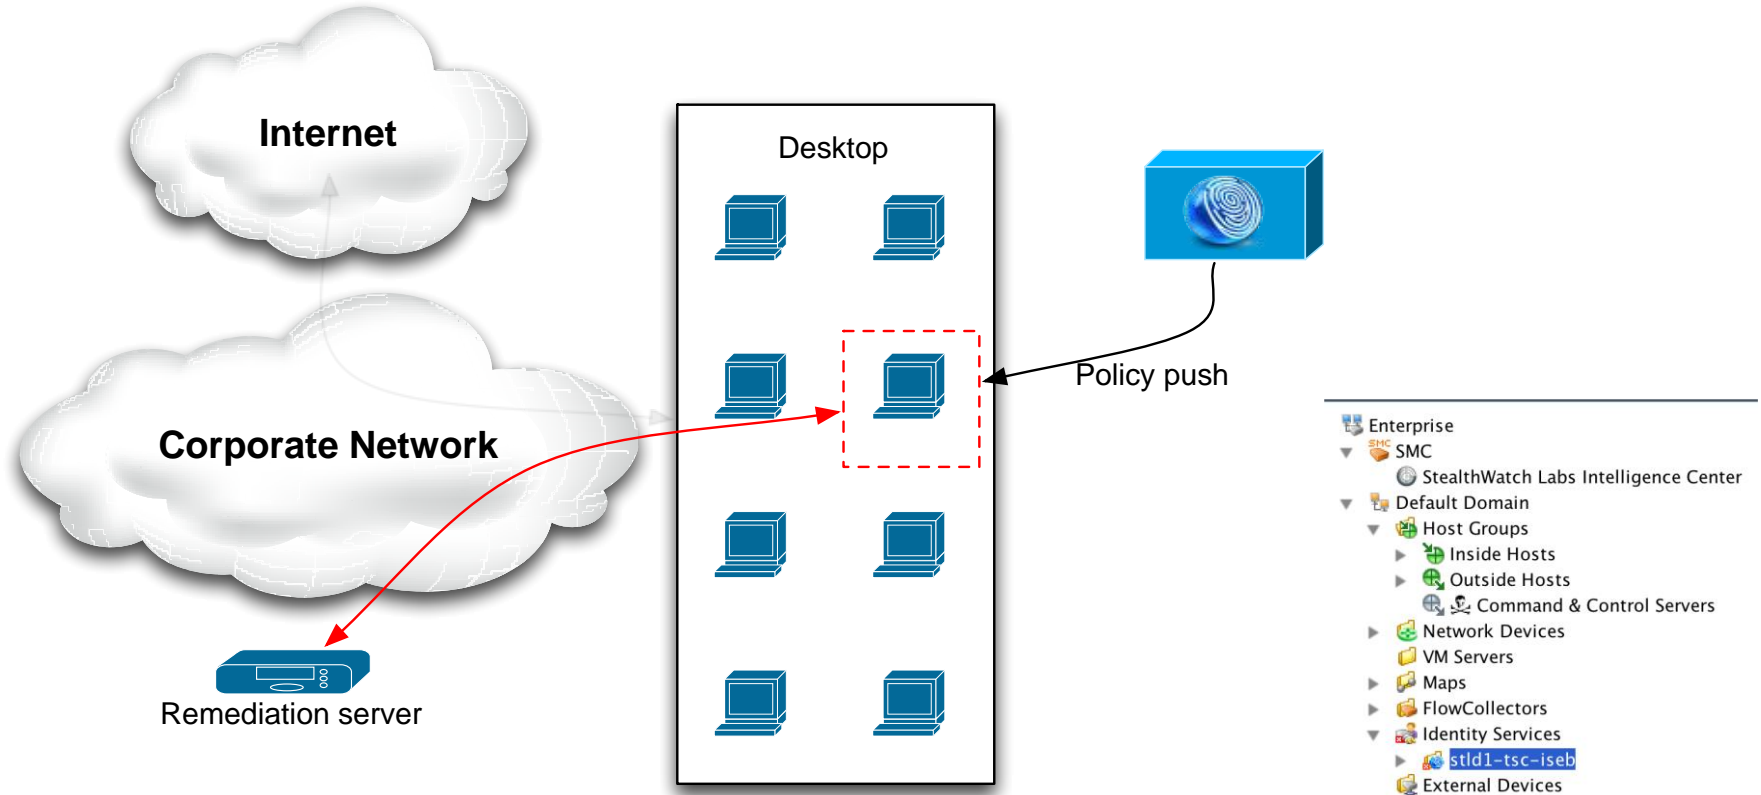 Internet
Desktop
Policy push
Corporate Network
Remediation server
Enterprise
SMC
SMC
StealthWatch Labs Intelligence Center
Default Domain
Host Groups
Inside Hosts
Outside Hosts
Command & Control Servers
Network Devices
VM Servers
Maps
FlowCollectors
Identity Services
stld1-tsc-iseb
External Devices